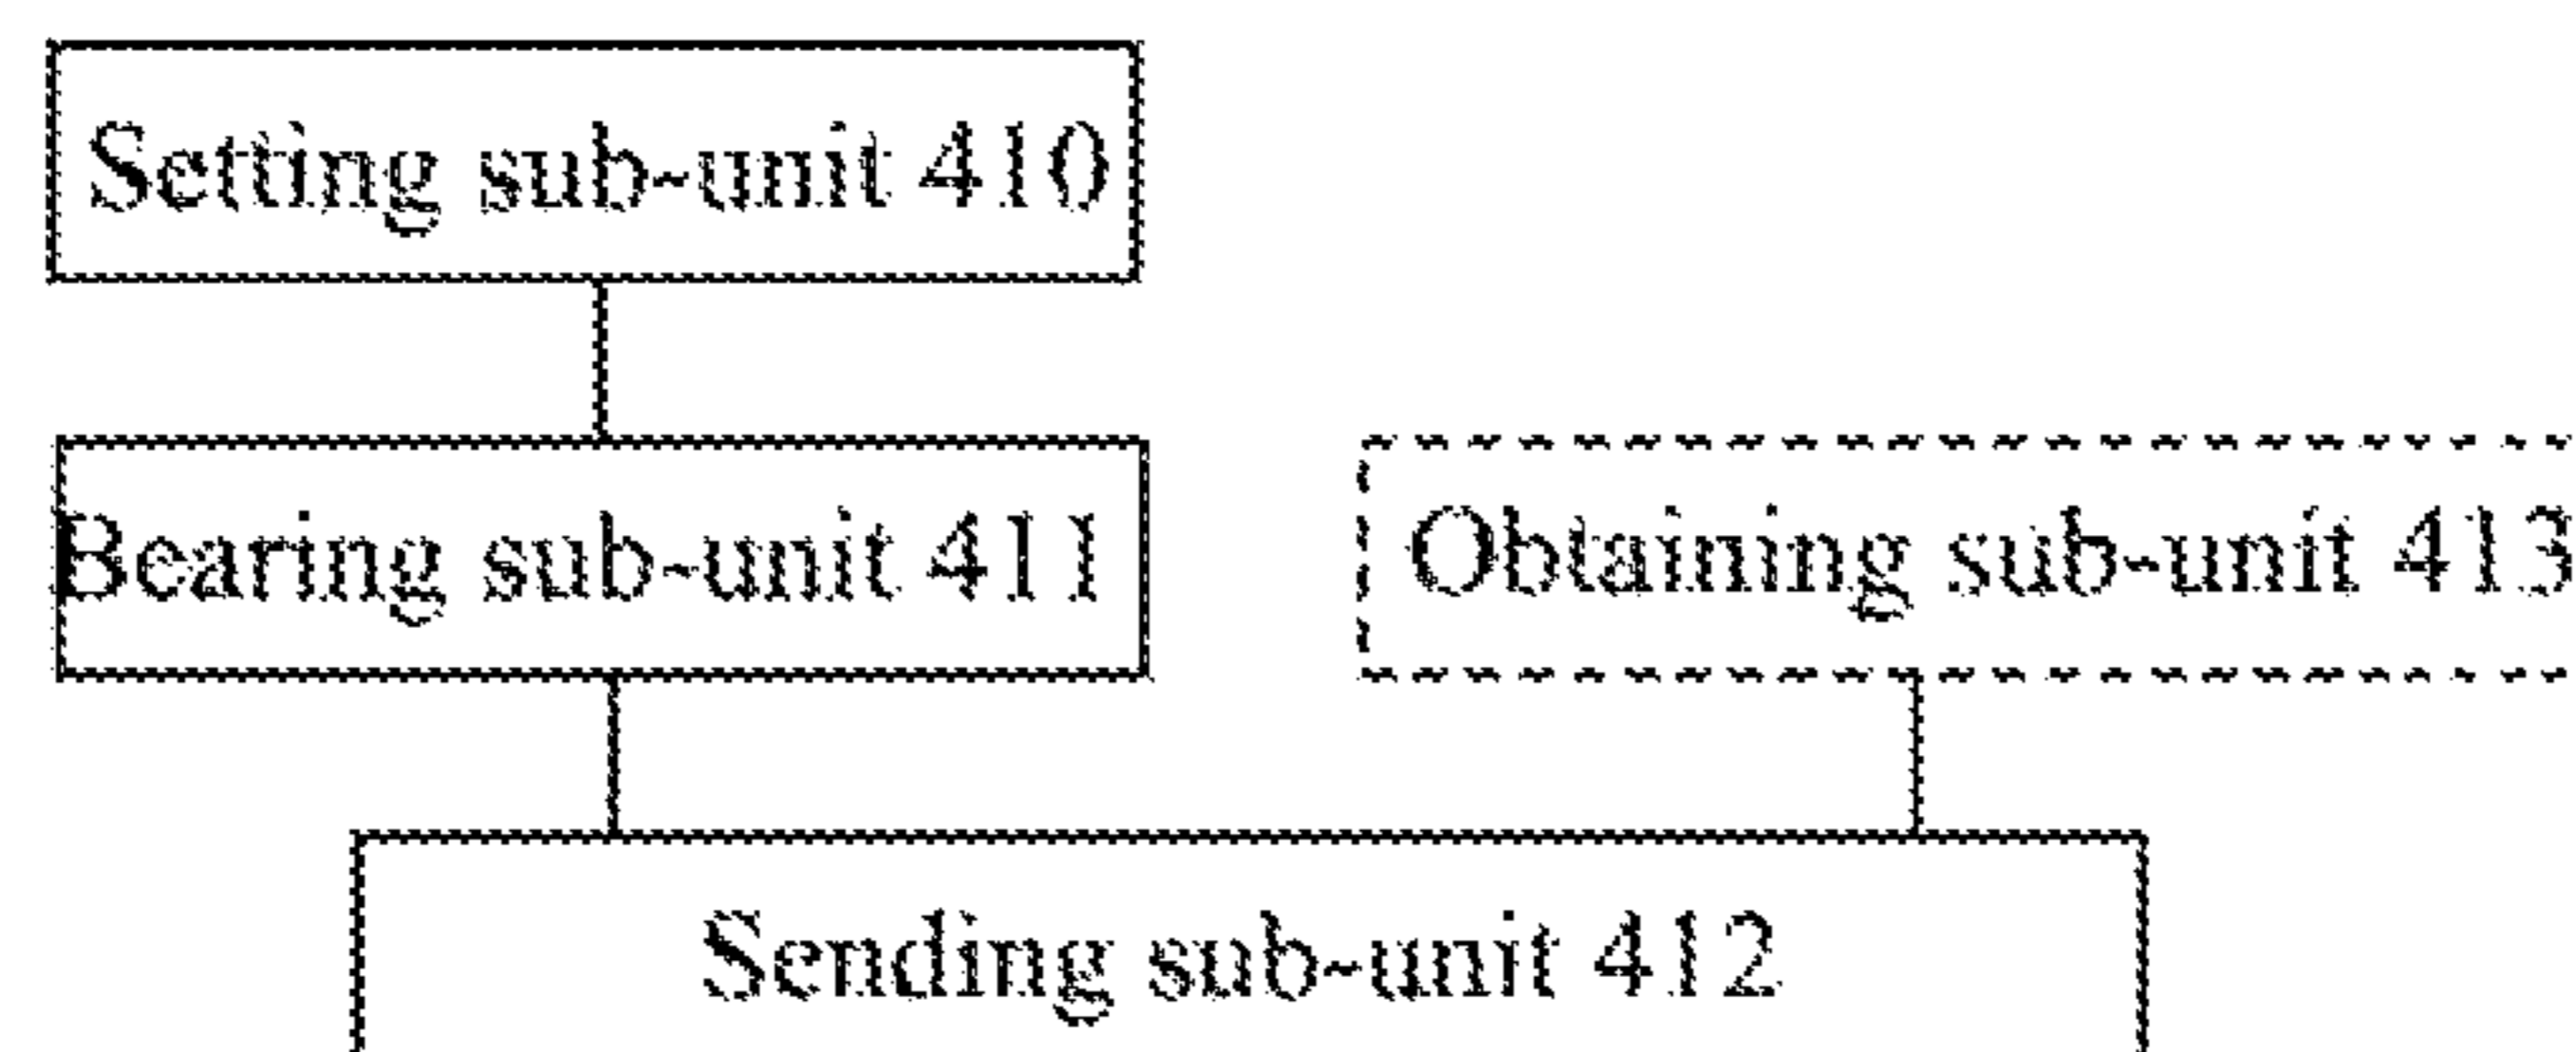 Setting sub-unit 410
Bearing sub-unit 411
Obtaining sub-unit 413
Sending sub-unit 412